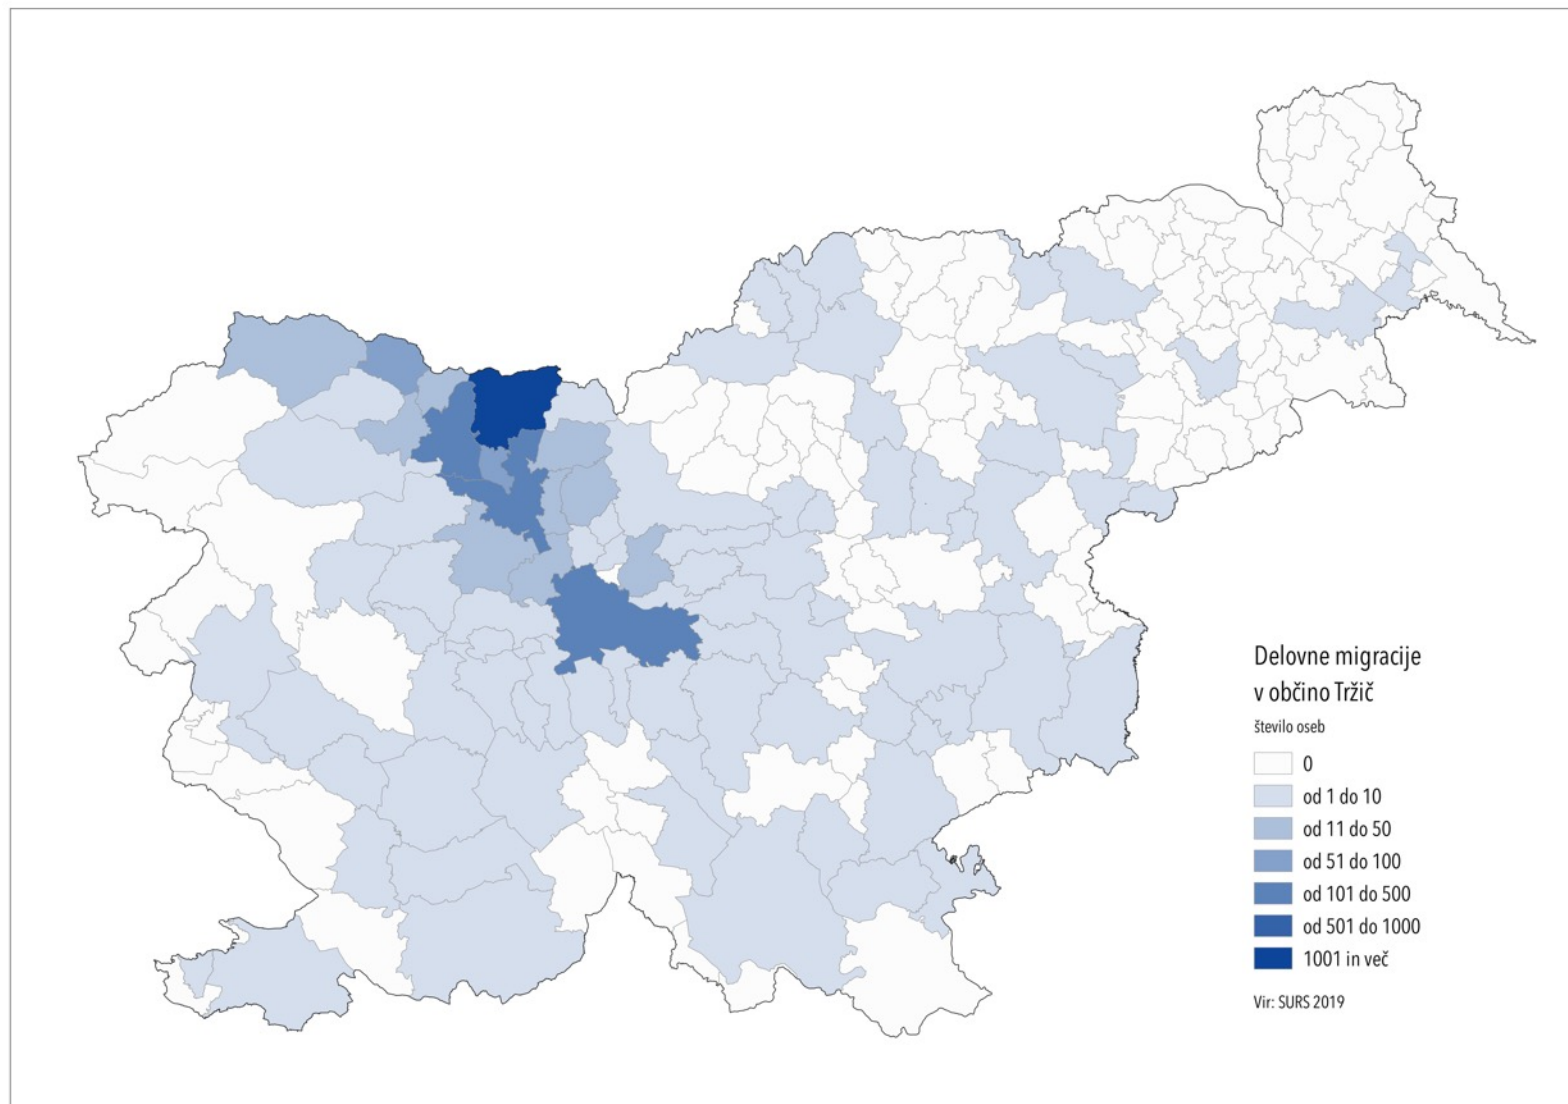 Delovne migracije
v občino Tržič
število oseb
0
od 1 do 10
od 11 do 50
od 51 do 100
od 101 do 500
od 501 do 1000
1001 in več
Vir: SURS 2019